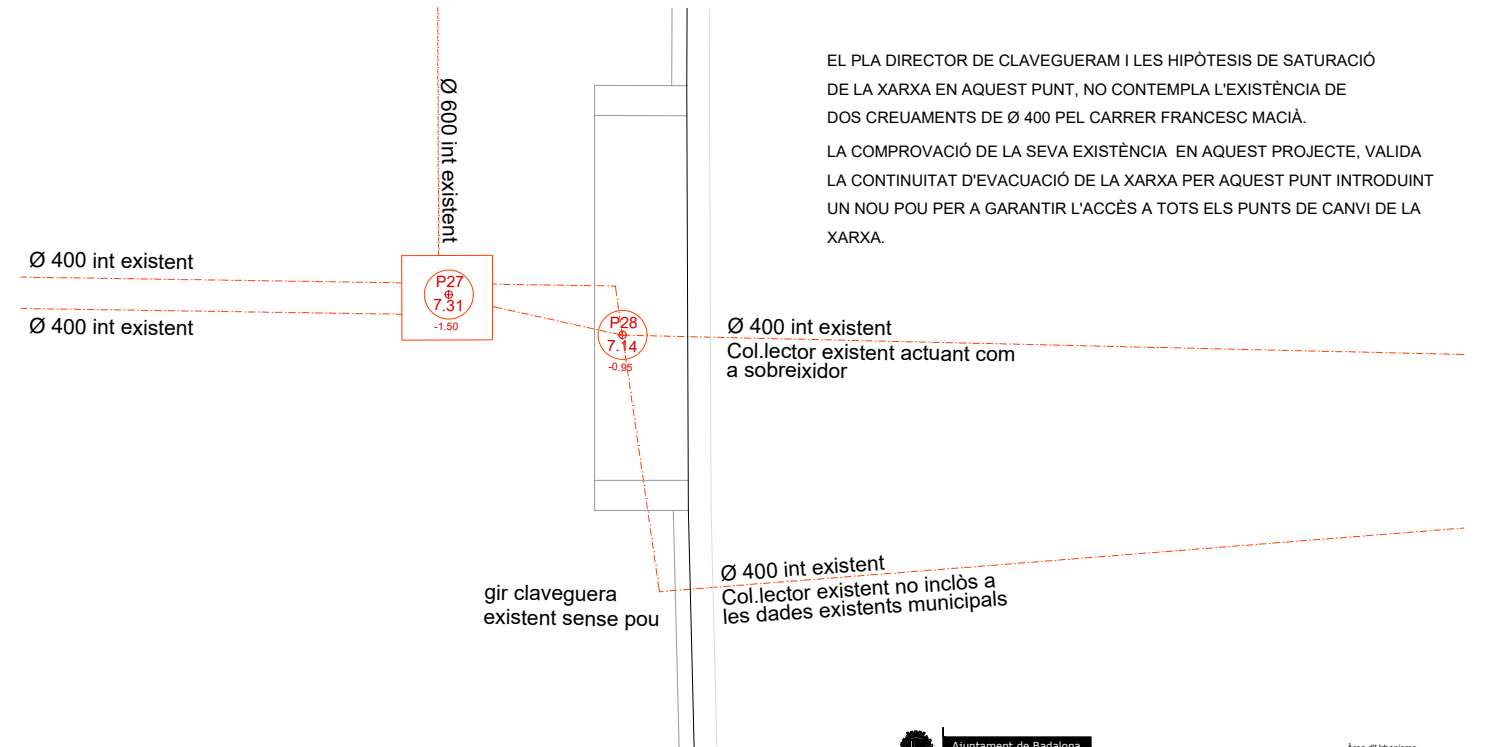 EL PLA DIRECTOR DE CLAVEGUERAM I LES HIPÒTESIS DE SATURACIÓ
DE LA XARXA EN AQUEST PUNT, NO CONTEMPLA L'EXISTÈNCIA DE
DOS CREUAMENTS DE Ø 400 PEL CARRER FRANCESC MACIÀ.
LA COMPROVACIÓ DE LA SEVA EXISTÈNCIA EN AQUEST PROJECTE, VALIDA
LA CONTINUITAT D'EVACUACIÓ DE LA XARXA PER AQUEST PUNT INTRODUINT
UN NOU POU PER A GARANTIR L'ACCÈS A TOTS ELS PUNTS DE CANVI DE LA
XARXA.
Ø 600 int existent
Ø 400 int existent
Ø 400 int existent
P27
7.31
-1.50
P28
7.14
-0.95
Ø 400 int existent
Col.lector existent actuant com
a sobreixidor
Ø 400 int existent
Col.lector existent no inclòs a
les dades existents municipals
gir claveguera
existent sense pou
Ajuntament de Badalona
Àrea d'Urbanisme